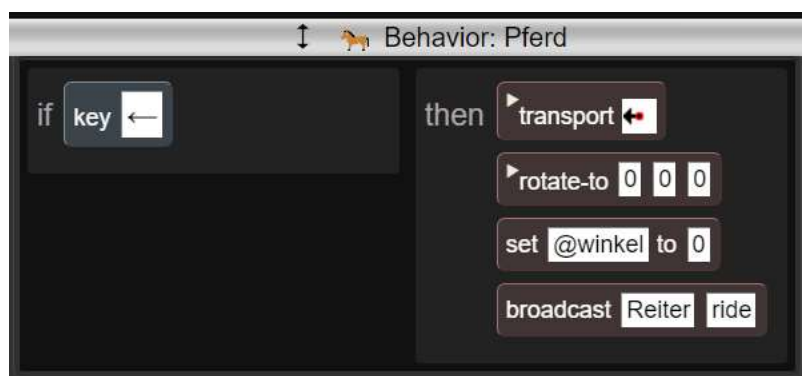 Behavior: Pferd
if key ← then transport
rotate-to 0 0 0
set @winkel to 0
broadcast Reiter ride